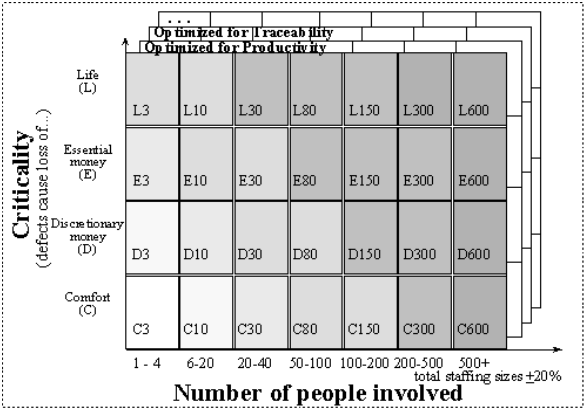 . . .
Optimized for Traceability
Optimized for Productivity
Criticality
(defects cause loss of...)
Life
(L)
L3 L10 L30 L80 L150 L300 L600
Essential
money
(E)
E3 E10 E30 E80 E150 E300 E600
Discretionary
money
(D)
D3 D10 D30 D80 D150 D300 D600
Comfort
(C)
C3 C10 C30 C80 C150 C300 C600
1 - 4 6-20 20-40 50-100 100-200 200-500 500+
total staffing sizes ±20%
Number of people involved